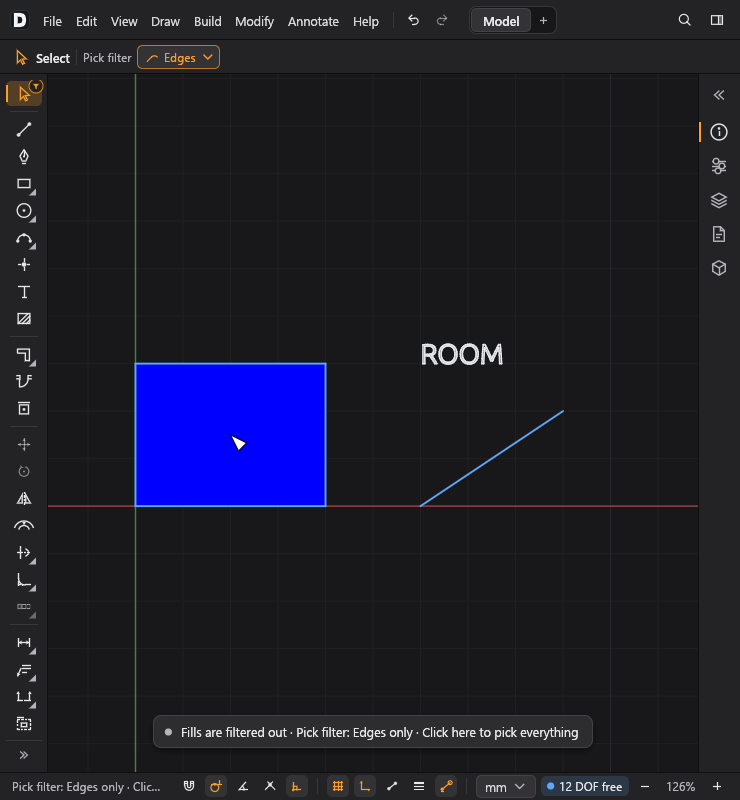 D File Edit View Draw Build Modify Annotate Help Model +
Select Pick filter Edges
ROOM
Fills are filtered out · Pick filter: Edges only · Click here to pick everything
Pick filter: Edges only · Clic... mm 12 DOF free − 126% +